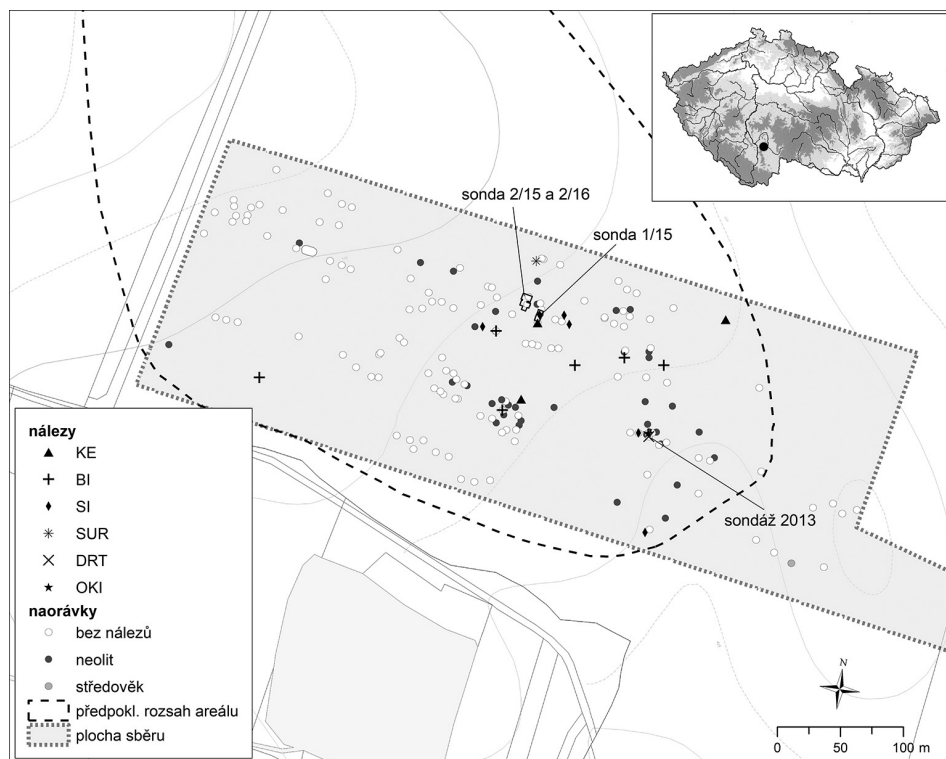 sonda 2/15 a 2/16
sonda 1/15
sondáž 2013
nálezy
KE
BI
SI
SUR
DRT
OKI
naorávky
bez nálezů
neolit
středověk
předpokl. rozsah areálu
plocha sběru
N
0 50 100 m